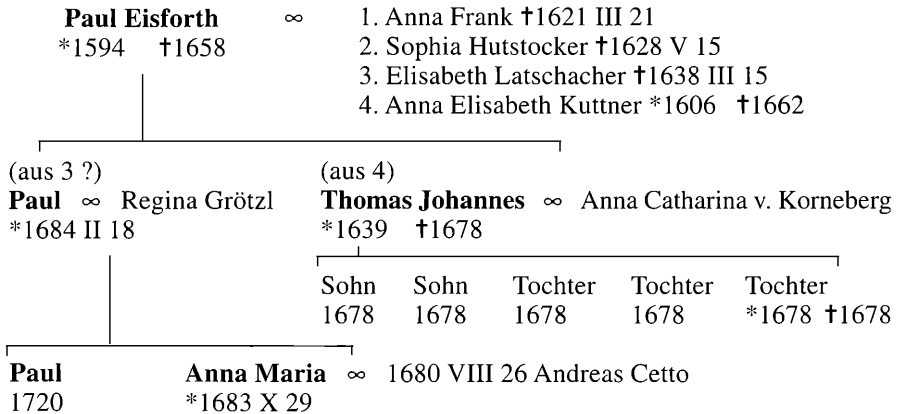 Paul Eisforth ∞ 1. Anna Frank †1621 III 21
*1594 †1658 2. Sophia Hutstocker †1628 V 15
3. Elisabeth Latschacher †1638 III 15
4. Anna Elisabeth Kuttner *1606 †1662
(aus 3 ?) (aus 4)
Paul ∞ Regina Grötzl Thomas Johannes ∞ Anna Catharina v. Korneberg
*1684 II 18 *1639 †1678
Sohn Sohn Tochter Tochter Tochter
1678 1678 1678 1678 *1678 †1678
Paul Anna Maria ∞ 1680 VIII 26 Andreas Cetto
1720 *1683 X 29